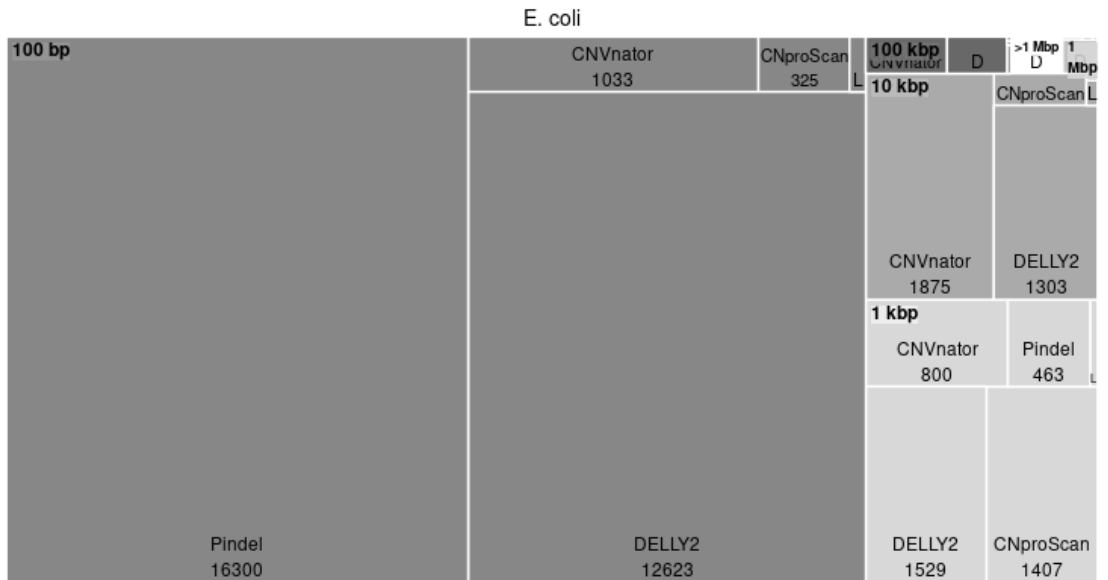 E. coli
100 bp
CNVnator
1033
CNproScan
325
L
100 kbp
CNVnator
D
>1 Mbp
D
1
Mbp
D
10 kbp
CNproScan
L
CNVnator
1875
DELLY2
1303
1 kbp
CNVnator
800
Pindel
463
L
Pindel
16300
DELLY2
12623
DELLY2
1529
CNproScan
1407